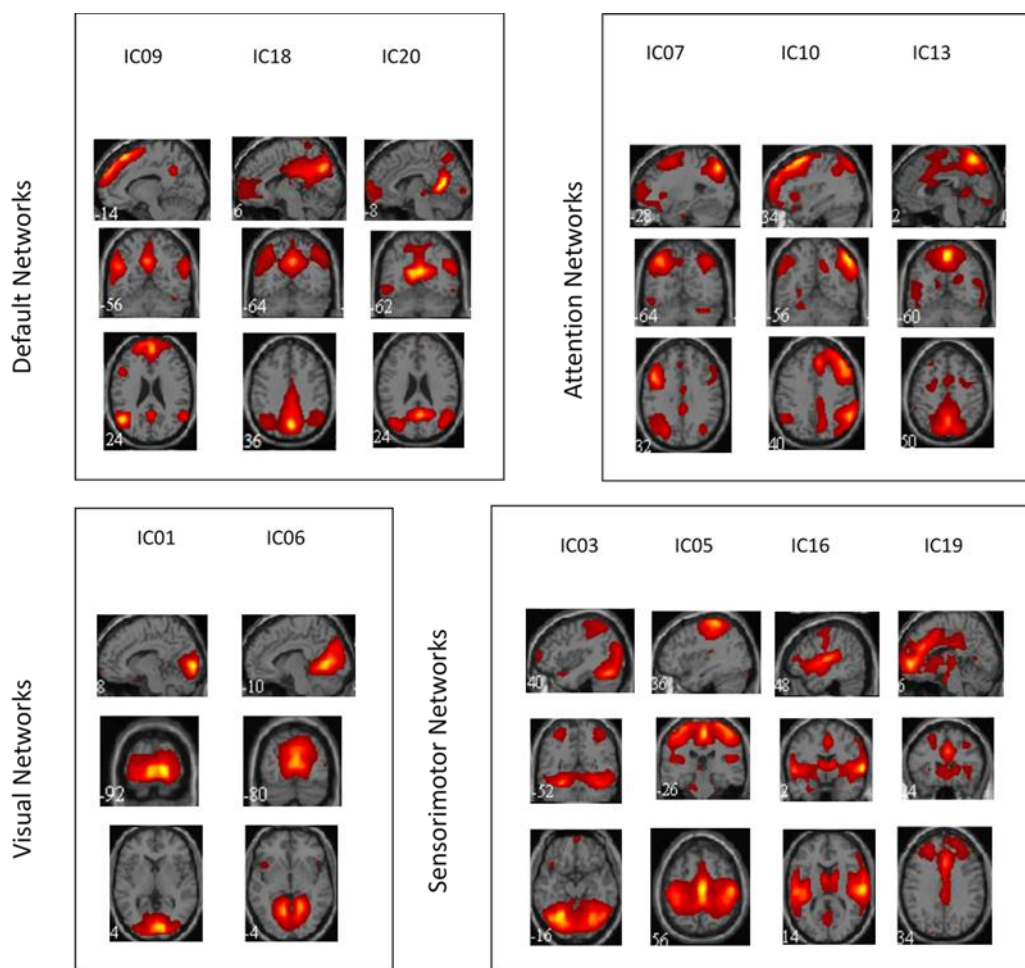 Default Networks
IC09 IC18 IC20
-14 6 -8
-56 -64 -62
24 36 24
Attention Networks
IC07 IC10 IC13
-28 34 2
-64 -56 -60
32 40 50
Visual Networks
IC01 IC06
8 -10
-92 -80
4 -4
Sensorimotor Networks
IC03 IC05 IC16 IC19
40 36 48 6
-52 -26 2
-16 56 14 34